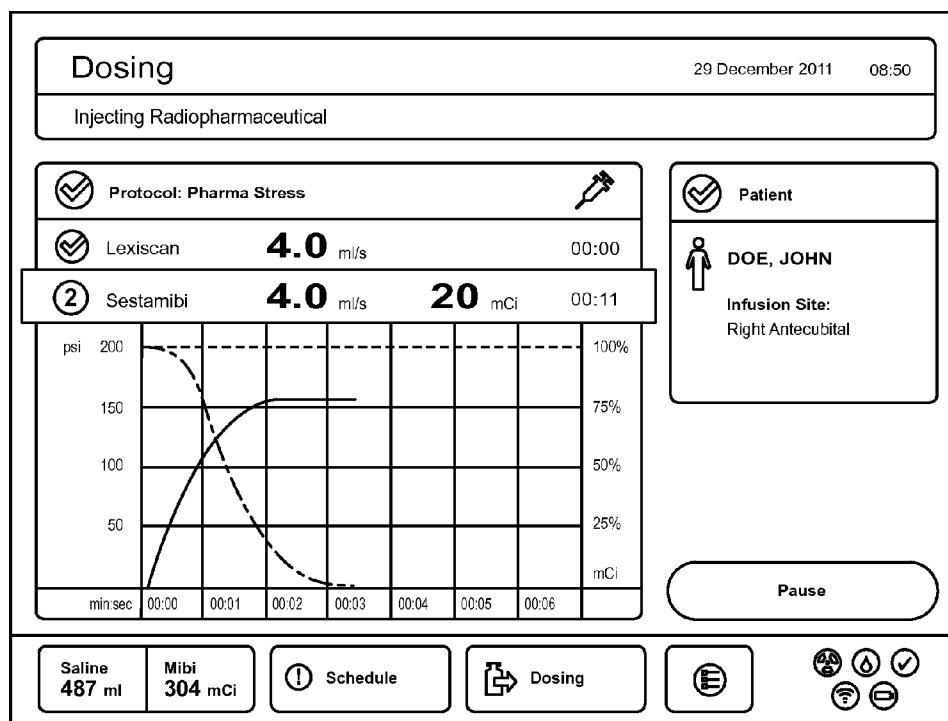 Dosing
29 December 2011 08:50
Injecting Radiopharmaceutical
Protocol: Pharma Stress
Lexiscan 4.0 ml/s 00:00
2 Sestamibi 4.0 ml/s 20 mCi 00:11
psi 200 100%
150 75%
100 50%
50 25%
mCi
min:sec 00:00 00:01 00:02 00:03 00:04 00:05 00:06
Patient
DOE, JOHN
Infusion Site:
Right Antecubital
Pause
Saline
487 ml
Mibi
304 mCi
Schedule
Dosing